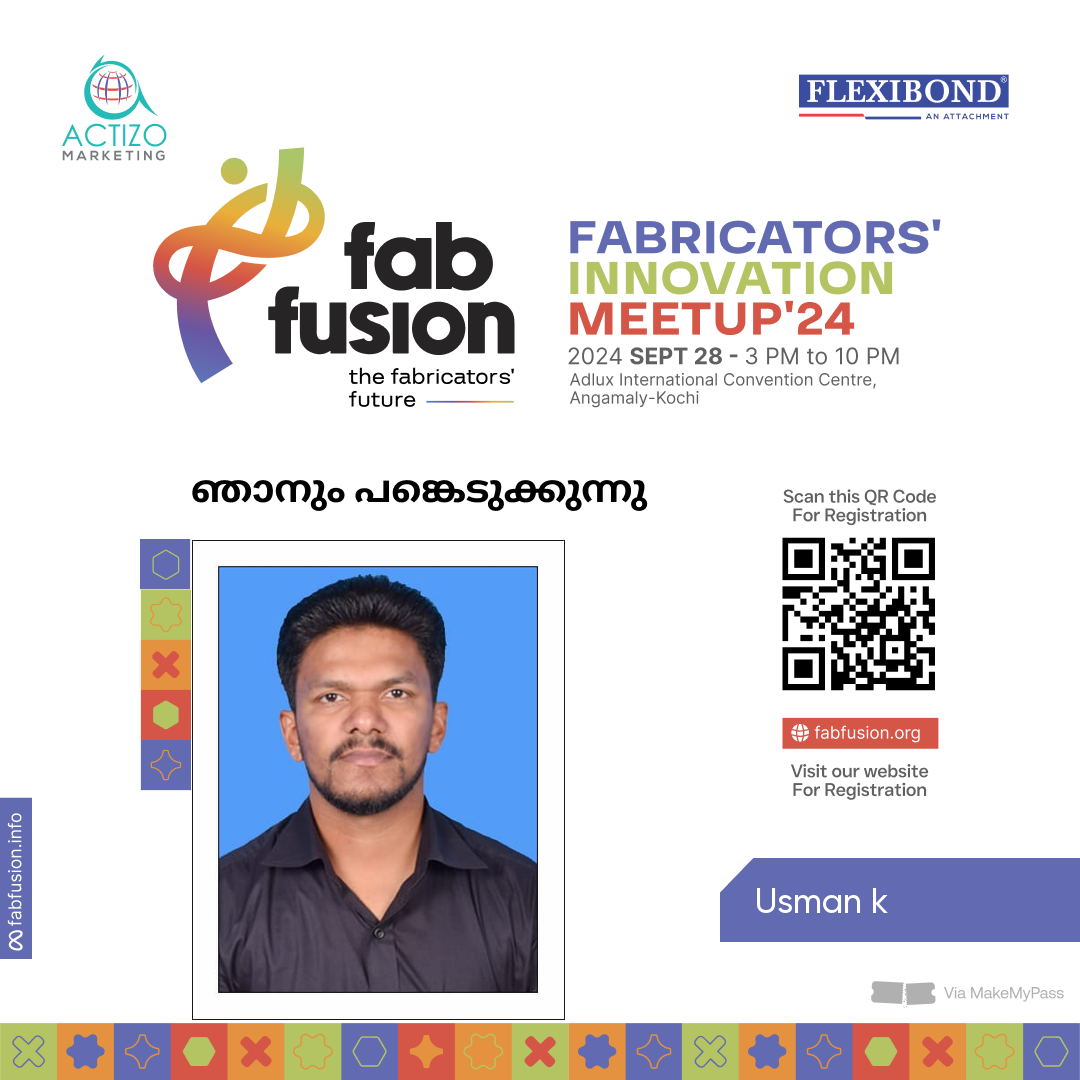 ACTIZO
MARKETING
FLEXIBOND®
AN ATTACHMENT
fab
fusion
the fabricators'
future
FABRICATORS'
INNOVATION
MEETUP'24
2024 SEPT 28 - 3 PM to 10 PM
Adlux International Convention Centre,
Angamaly-Kochi
ഞാനും പങ്കെടുക്കുന്നു
Scan this QR Code
For Registration
fabfusion.org
Visit our website
For Registration
fabfusion.info
Usman k
Via MakeMyPass